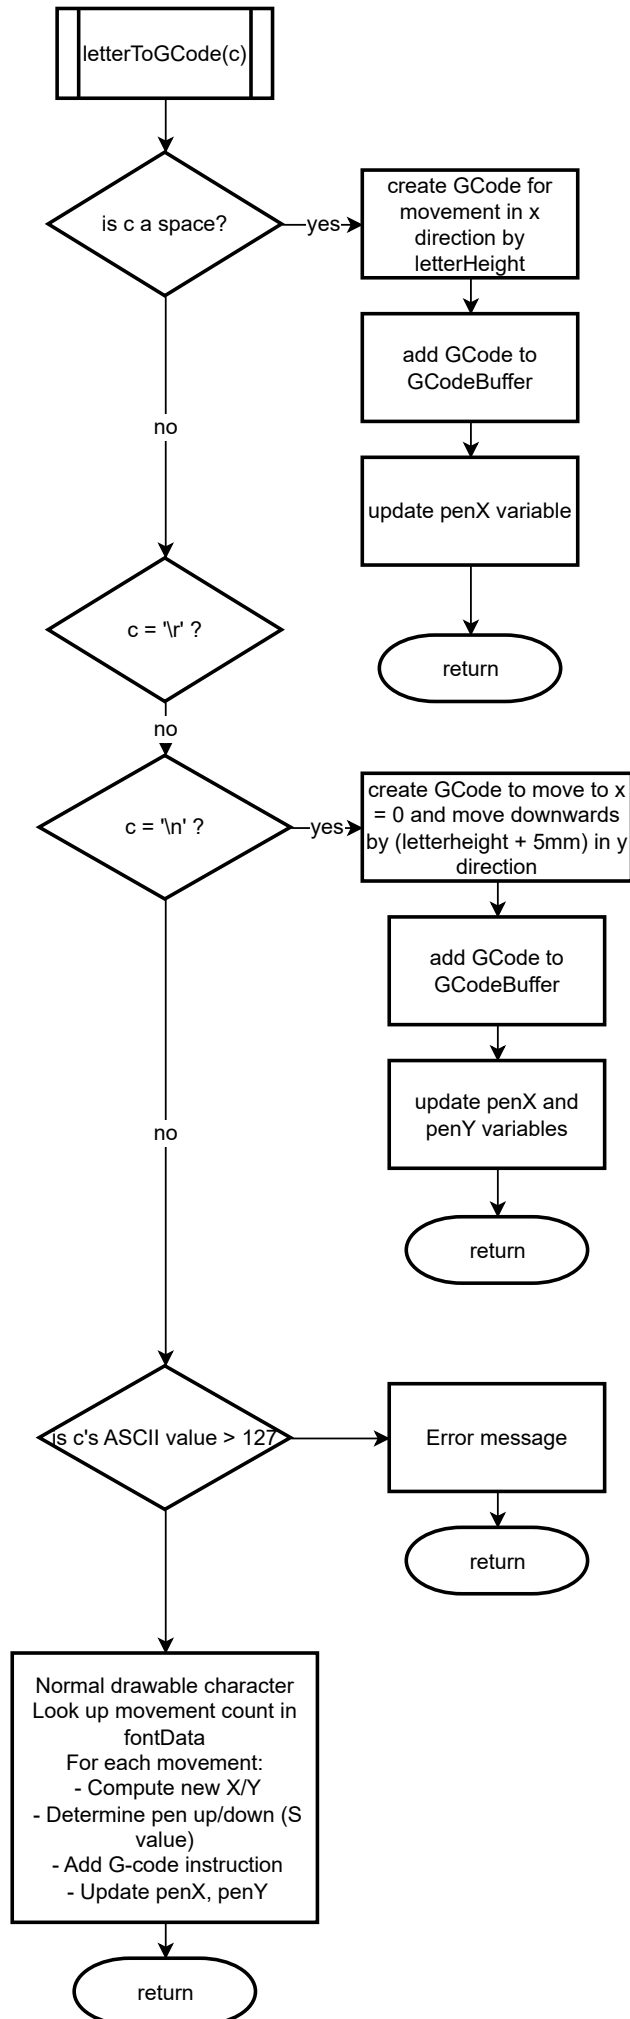 letterToGCode(c)
is c a space?
yes
create GCode for
movement in x
direction by
letterHeight
add GCode to
GCodeBuffer
update penX variable
return
no
c = '\r' ?
no
c = '\n' ?
yes
create GCode to move to x
= 0 and move downwards
by (letterheight + 5mm) in y
direction
add GCode to
GCodeBuffer
update penX and
penY variables
return
no
is c's ASCII value > 127
Error message
return
Normal drawable character
Look up movement count in
fontData
For each movement:
- Compute new X/Y
- Determine pen up/down (S
value)
- Add G-code instruction
- Update penX, penY
return